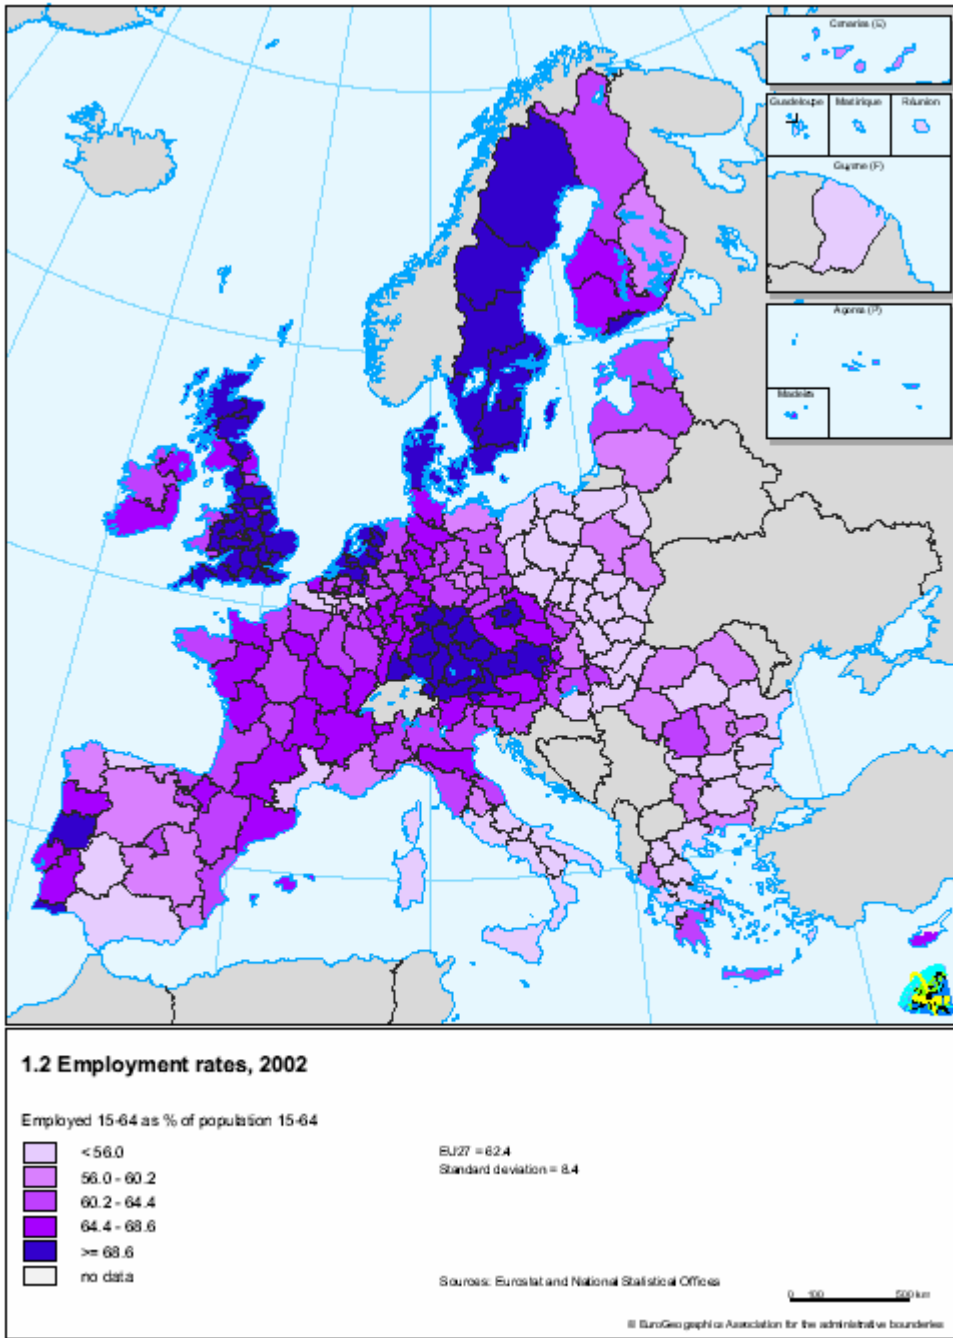 Canarias (E)
Guadeloupe
Martinique
Réunion
Guyane (F)
Açores (P)
Madeira
1.2 Employment rates, 2002
Employed 15-64 as % of population 15-64
< 56.0
56.0 - 60.2
60.2 - 64.4
64.4 - 68.6
>= 68.6
no data
EU27 = 62.4
Standard deviation = 8.4
Sources: Eurostat and National Statistical Offices
0 100 500 km
© EuroGeographics Association for the administrative boundaries